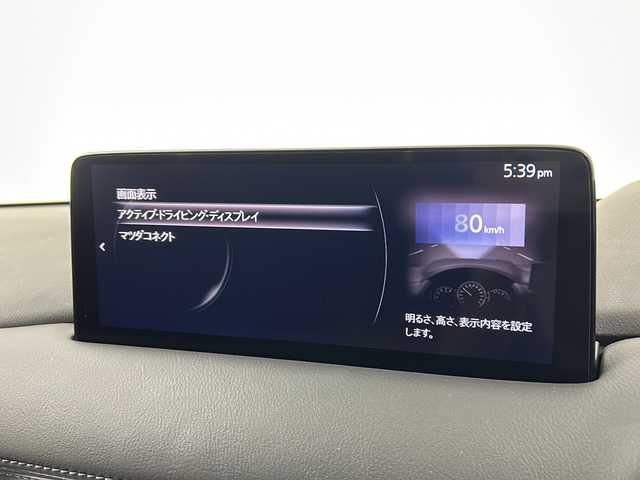 5:39 pm
画面表示
アクティブ・ドライビング・ディスプレイ
マツダコネクト
80 km/h
明るさ、高さ、表示内容を設定
します。